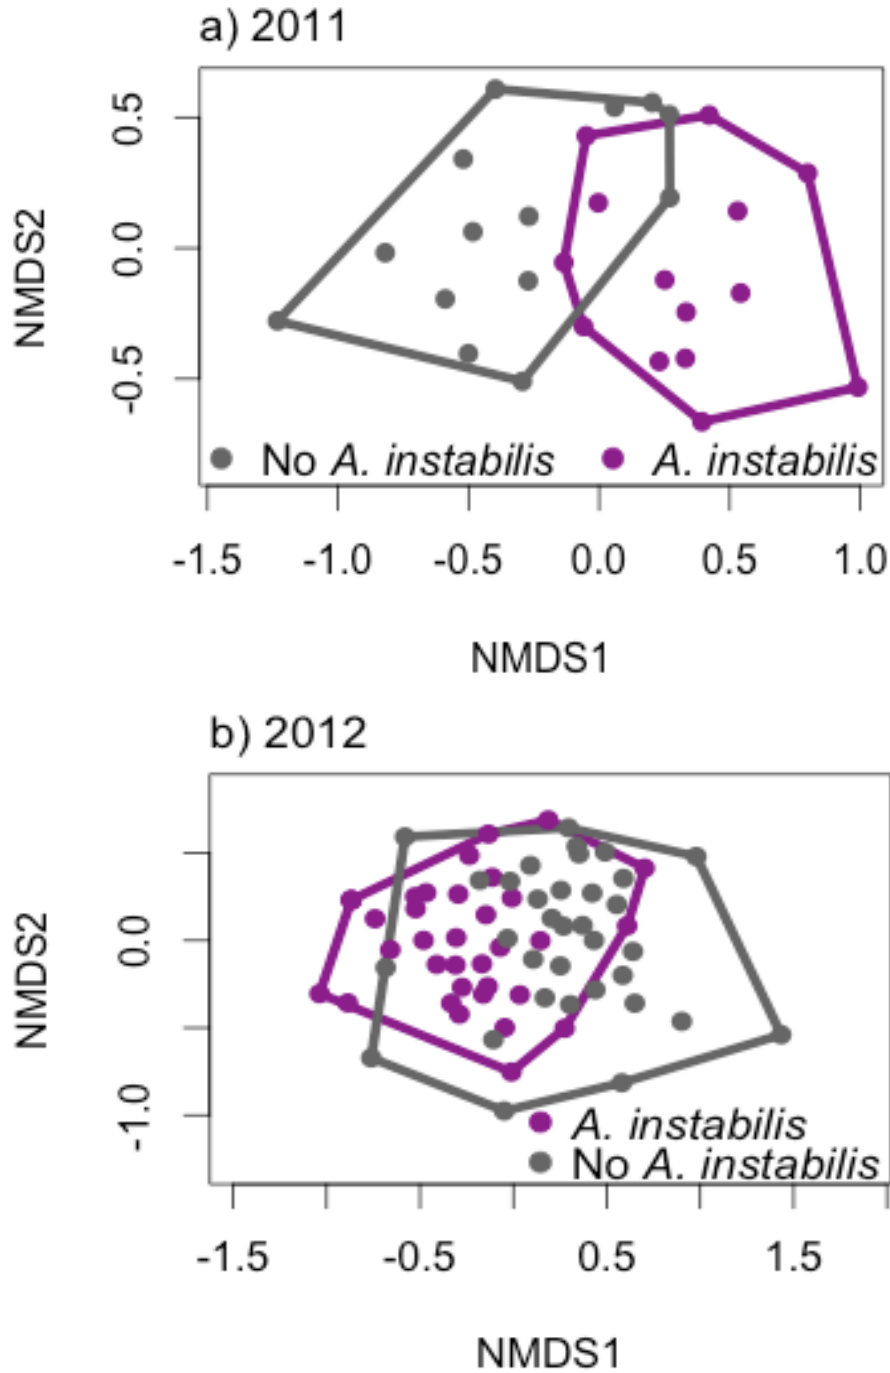 a) 2011
NMDS2
0.5
0.0
-0.5
No A. instabilis
A. instabilis
-1.5 -1.0 -0.5 0.0 0.5 1.0
NMDS1
b) 2012
NMDS2
0.0
-1.0
A. instabilis
No A. instabilis
-1.5 -0.5 0.5 1.5
NMDS1